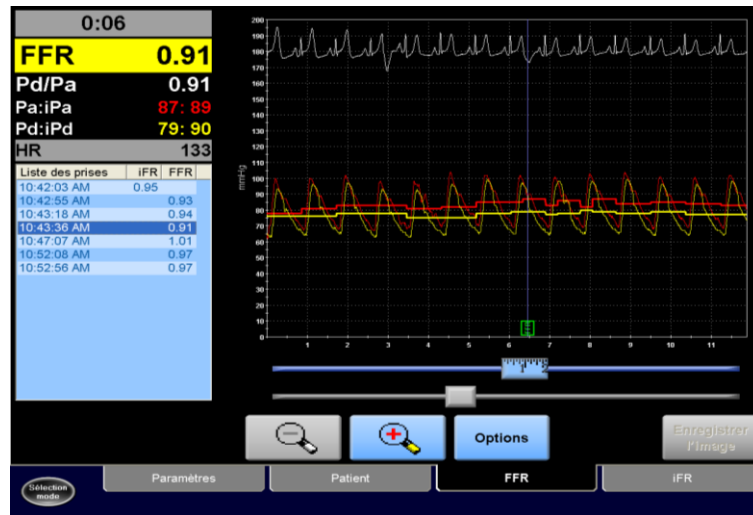 0:06
FFR 0.91
Pd/Pa 0.91
Pa:iPa 87: 89
Pd:iPd 79: 90
HR 133
Liste des prises iFR FFR
10:42:03 AM 0.95
10:42:55 AM 0.93
10:43:18 AM 0.94
10:43:36 AM 0.91
10:47:07 AM 1.01
10:52:08 AM 0.97
10:52:56 AM 0.97
200
190
180
170
160
150
140
130
120
110
100
90
80
70
60
50
40
30
20
10
0
mmHg
FFR
1 2 3 4 5 6 7 8 9 10 11
1 2
Options
Enregistrer
l'image
Sélection
mode
Paramètres
Patient
FFR
iFR